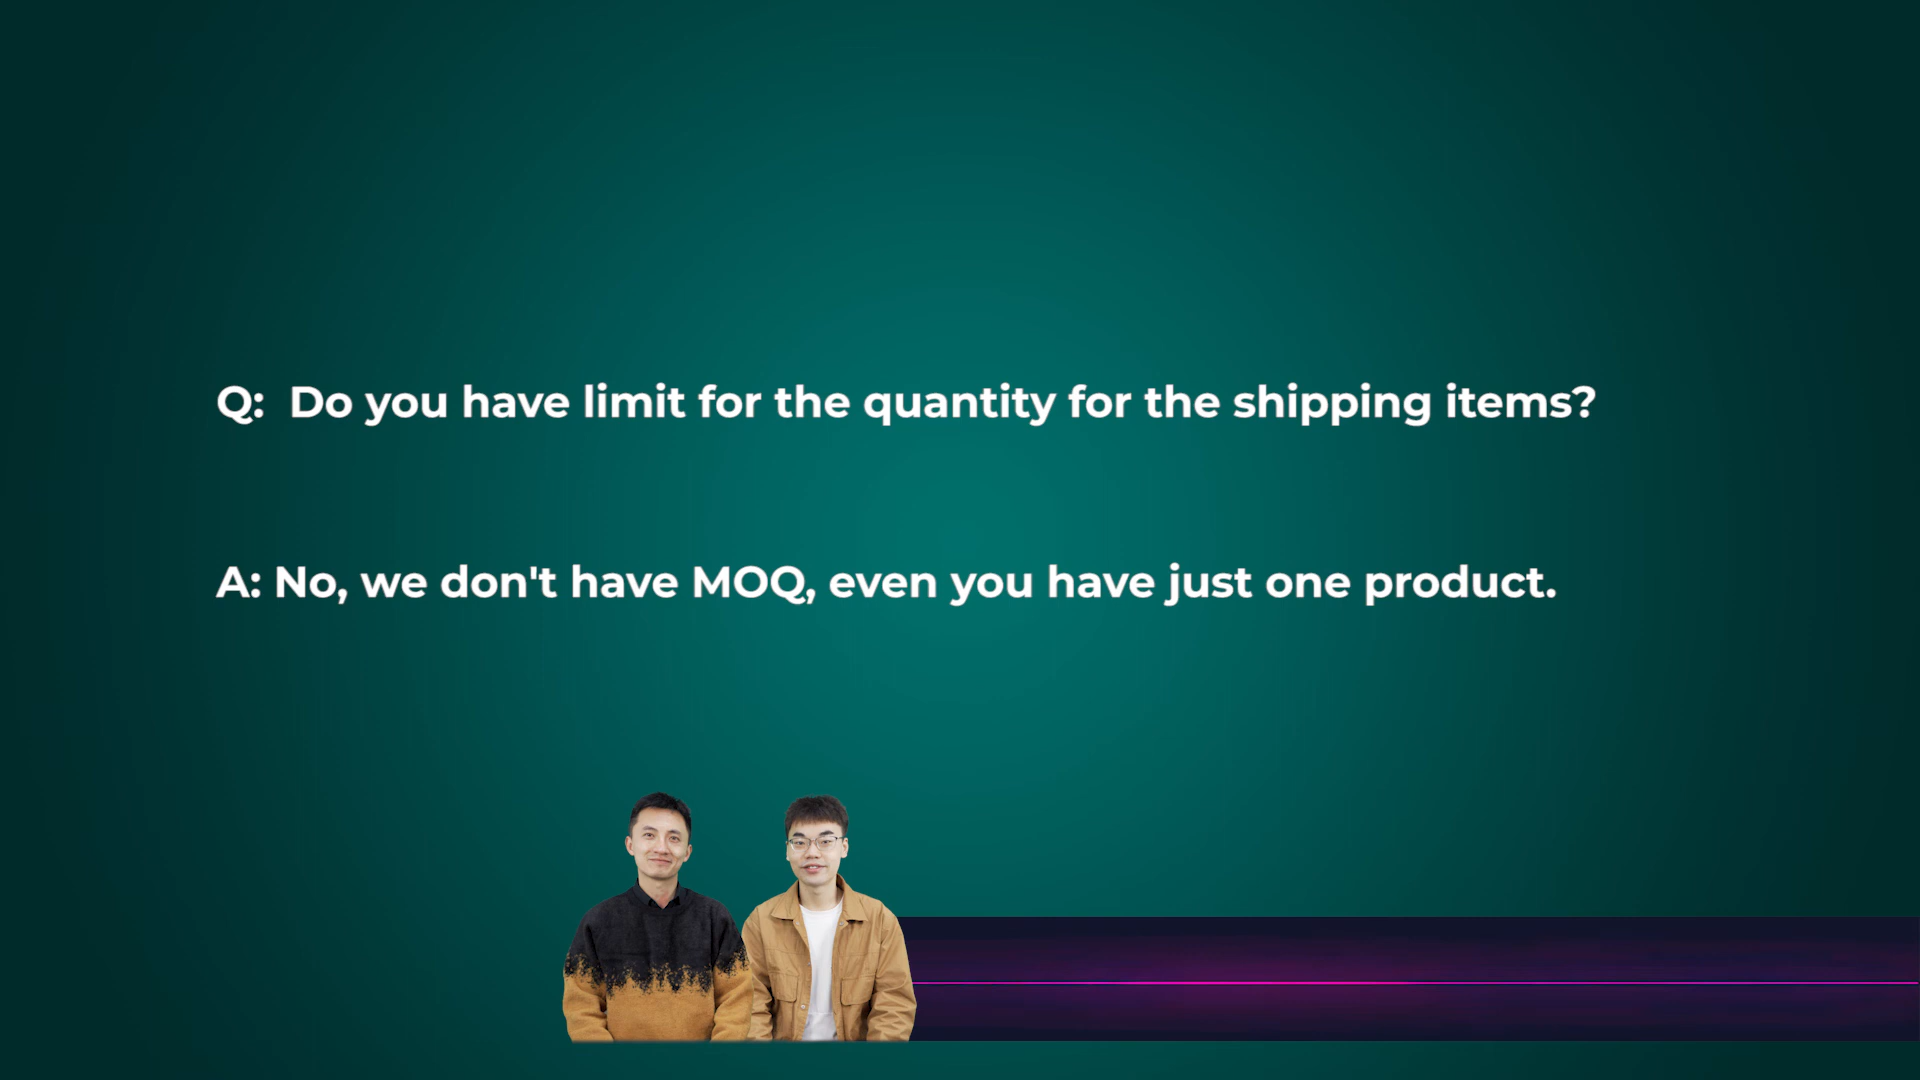 Q: Do you have limit for the quantity for the shipping items?
A: No, we don't have MOQ, even you have just one product.